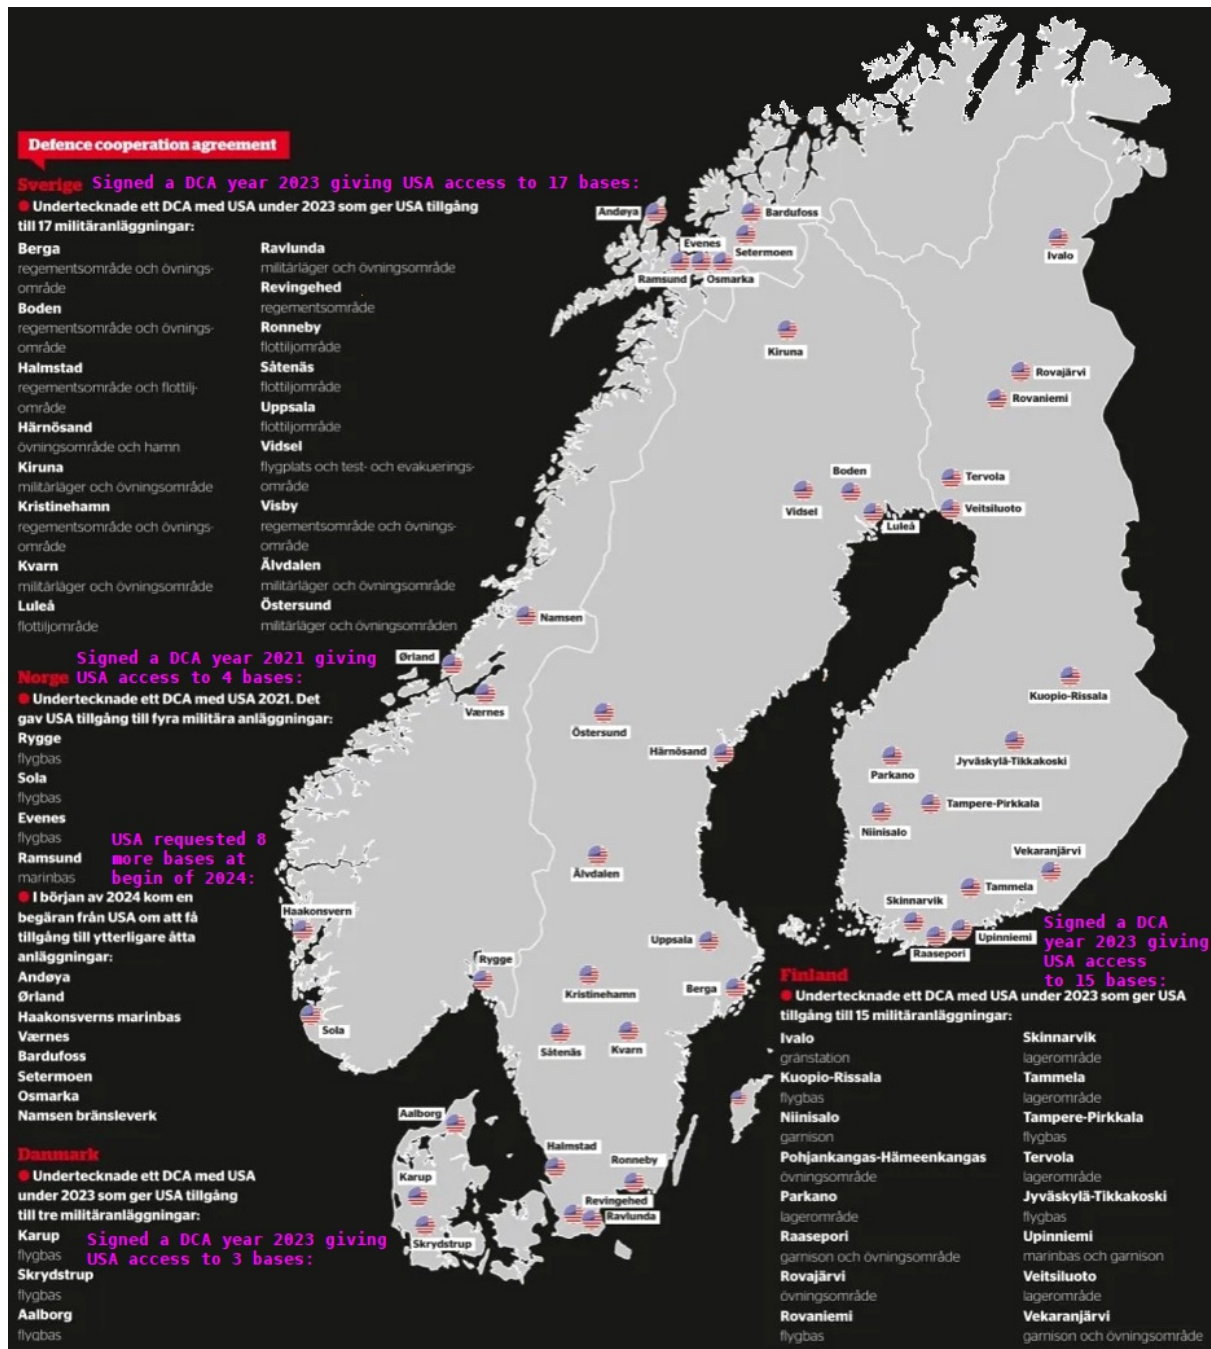 Defence cooperation agreement
Sverige Signed a DCA year 2023 giving USA access to 17 bases:
Undertecknade ett DCA med USA under 2023 som ger USA tillgång
till 17 militäranläggningar:
Berga
regementsområde och övnings-
område
Boden
regementsområde och övnings-
område
Halmstad
regementsområde och flottilj-
område
Härnösand
övningsområde och hamn
Kiruna
militärläger och övningsområde
Kristinehamn
regementsområde och övnings-
område
Kvarn
militärläger och övningsområde
Luleå
flottiljområde
Ravlunda
militärläger och övningsområde
Revingehed
regementsområde
Ronneby
flottiljområde
Såtenäs
flottiljområde
Uppsala
flottiljområde
Vidsel
flygplats och test- och evakuerings-
område
Visby
regementsområde och övnings-
område
Älvdalen
militärläger och övningsområde
Östersund
militärläger och övningsområden
Signed a DCA year 2021 giving
Norge USA access to 4 bases:
Undertecknade ett DCA med USA 2021. Det
gav USA tillgång till fyra militära anläggningar:
Rygge
flygbas
Sola
flygbas
Evenes
flygbas
Ramsund
marinbas
USA requested 8
more bases at
begin of 2024:
I början av 2024 kom en
begäran från USA om att få
tillgång till ytterligare åtta
anläggningar:
Andøya
Ørland
Haakonsverns marinbas
Værnes
Bardufoss
Setermoen
Osmarka
Namsen bränsleverk
Danmark
Undertecknade ett DCA med USA
under 2023 som ger USA tillgång
till tre militäranläggningar:
Karup
flygbas
Skrydstrup
flygbas
Aalborg
flygbas
Signed a DCA year 2023 giving
USA access to 3 bases:
Andøya
Bardufoss
Evenes
Setermoen
Ramsund
Osmarka
Ivalo
Kiruna
Rovajärvi
Rovaniemi
Boden
Vidsel
Luleå
Tervola
Veitsiluoto
Namsen
Ørland
Værnes
Östersund
Härnösand
Kuopio-Rissala
Jyväskylä-Tikkakoski
Parkano
Tampere-Pirkkala
Niinisalo
Vekaranjärvi
Tammela
Skinnarvik
Upinniemi
Raasepori
Älvdalen
Haakonsvern
Uppsala
Rygge
Kristinehamn
Berga
Sola
Såtenäs
Kvarn
Aalborg
Halmstad
Ronneby
Karup
Revingehed
Ravlunda
Skrydstrup
Signed a DCA
year 2023 giving
USA access
to 15 bases:
Finland
Undertecknade ett DCA med USA under 2023 som ger USA
tillgång till 15 militäranläggningar:
Ivalo
gränstation
Kuopio-Rissala
flygbas
Niinisalo
garnison
Pohjankangas-Hämeenkangas
övningsområde
Parkano
lagerområde
Raasepori
garnison och övningsområde
Rovajärvi
övningsområde
Rovaniemi
flygbas
Skinnarvik
lagerområde
Tammela
lagerområde
Tampere-Pirkkala
flygbas
Tervola
lagerområde
Jyväskylä-Tikkakoski
flygbas
Upinniemi
marinbas och garnison
Veitsiluoto
lagerområde
Vekaranjärvi
garnison och övningsområde